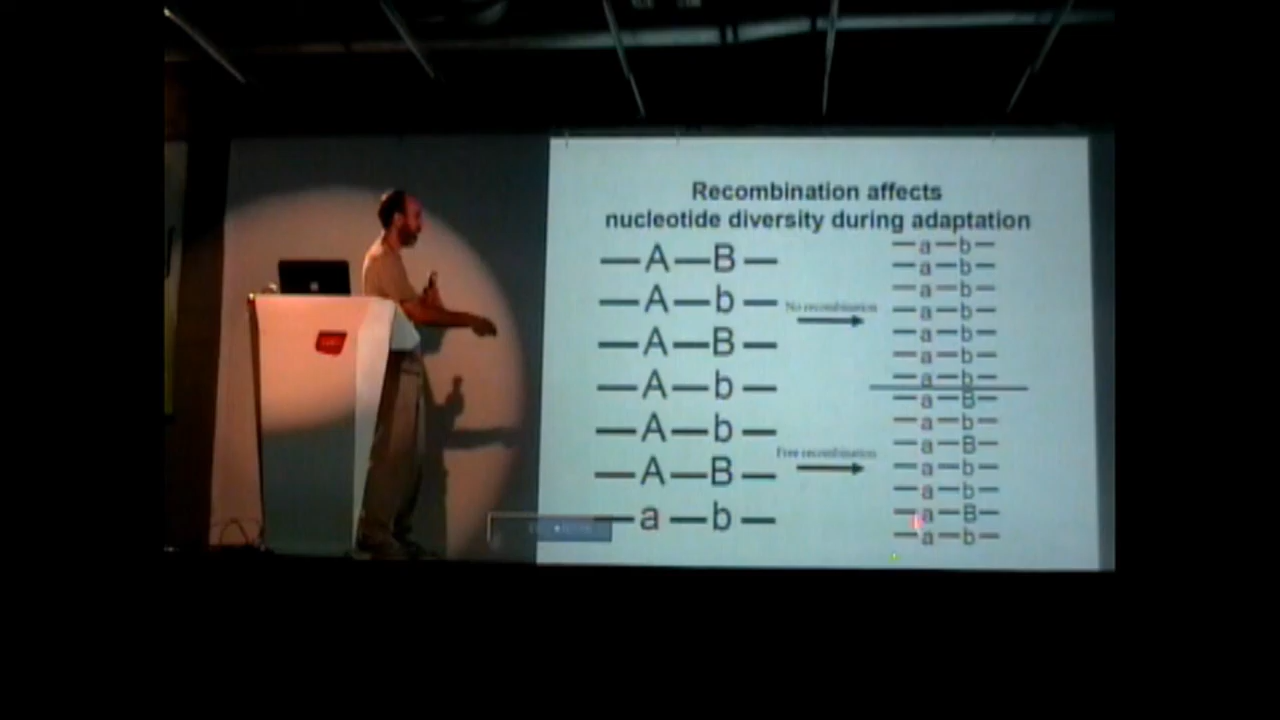 Recombination affects
nucleotide diversity during adaptation
—A—B—
—A—b—
—A—B—
—A—b—
—A—b—
—A—B—
—a—b—
No recombination
Free recombination
—a—b—
—a—b—
—a—b—
—a—b—
—a—b—
—a—b—
—a—b—
—a—B—
—a—b—
—a—B—
—a—b—
—a—b—
—a—B—
—a—b—